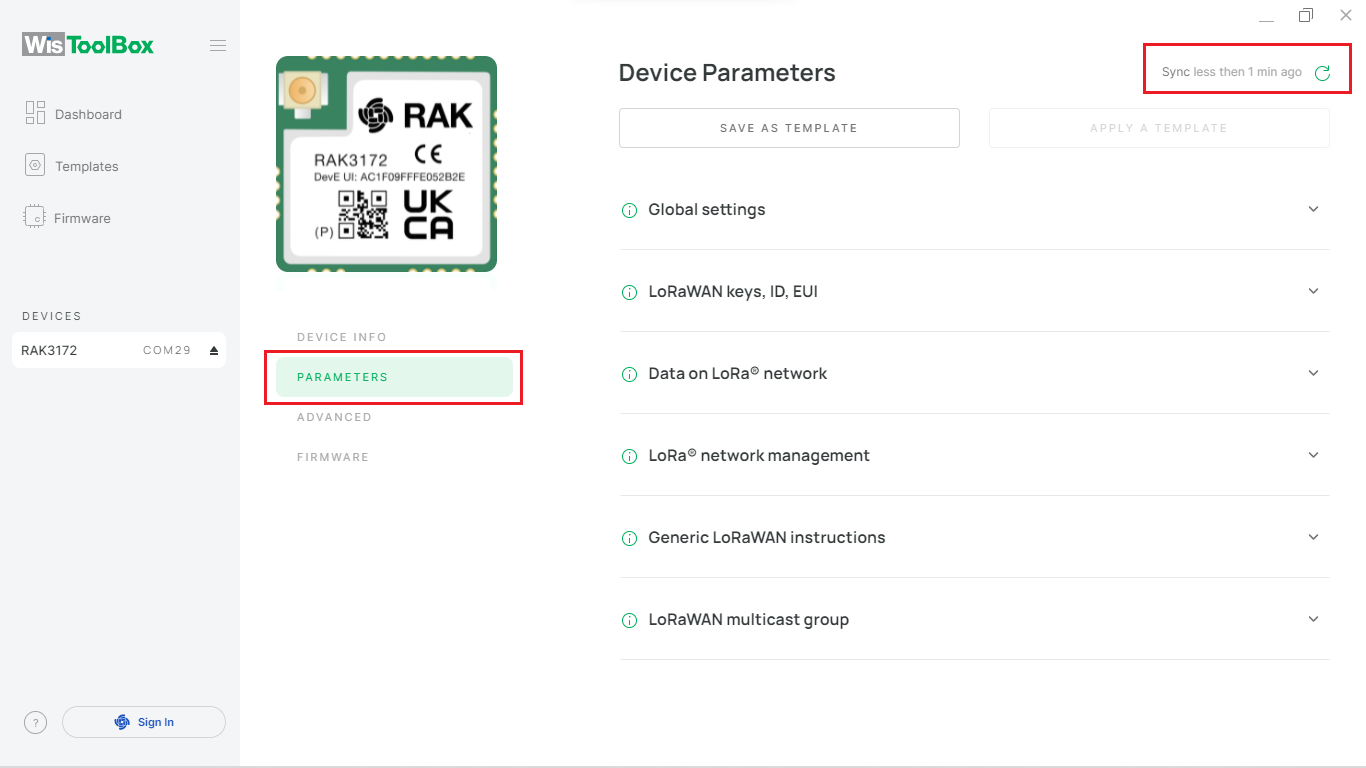 WisToolBox
Dashboard
Templates
Firmware
DEVICES
RAK3172 COM29
? Sign In
RAK
RAK3172 CE
DevE UI: AC1F09FFFE052B2E
(P) UK CA
DEVICE INFO
PARAMETERS
ADVANCED
FIRMWARE
Device Parameters
Sync less then 1 min ago
SAVE AS TEMPLATE
APPLY A TEMPLATE
Global settings
LoRaWAN keys, ID, EUI
Data on LoRa® network
LoRa® network management
Generic LoRaWAN instructions
LoRaWAN multicast group